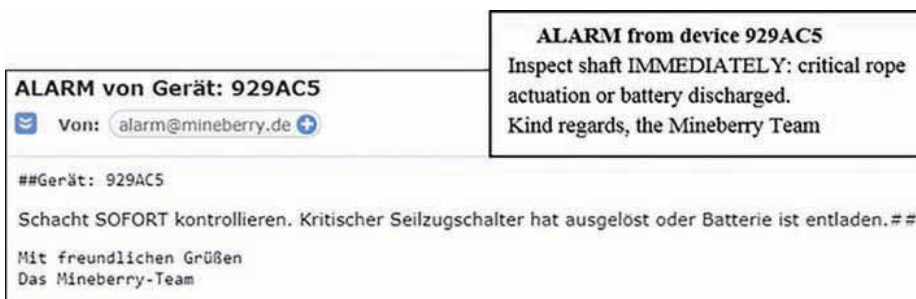 ALARM from device 929AC5
Inspect shaft IMMEDIATELY: critical rope
actuation or battery discharged.
Kind regards, the Mineberry Team
ALARM von Gerät: 929AC5
Von: alarm@mineberry.de
##Gerät: 929AC5
Schacht SOFORT kontrollieren. Kritischer Seilzugschalter hat ausgelöst oder Batterie ist entladen.##
Mit freundlichen Grüßen
Das Mineberry-Team